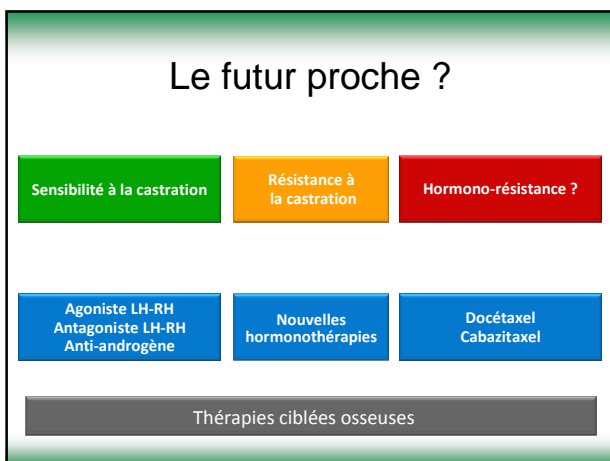 Le futur proche ?
Sensibilité à la castration
Résistance à
la castration
Hormono-résistance ?
Agoniste LH-RH
Antagoniste LH-RH
Anti-androgène
Nouvelles
hormonothérapies
Docétaxel
Cabazitaxel
Thérapies ciblées osseuses